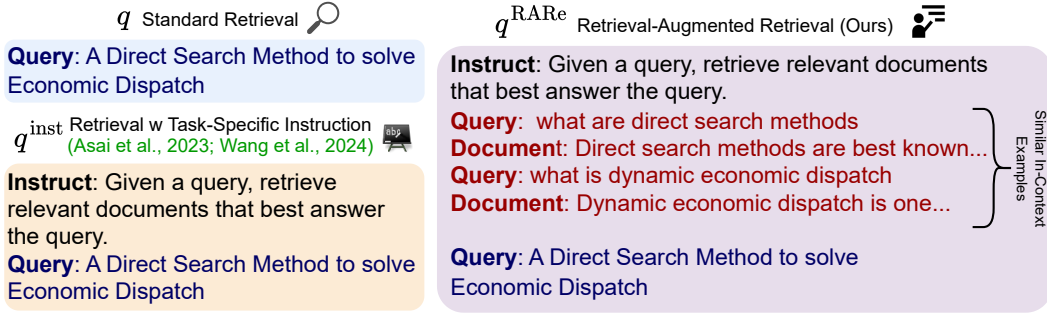 q Standard Retrieval
Query: A Direct Search Method to solve
Economic Dispatch
q^inst Retrieval w Task-Specific Instruction
(Asai et al., 2023; Wang et al., 2024)
abc
Instruct: Given a query, retrieve
relevant documents that best answer
the query.
Query: A Direct Search Method to solve
Economic Dispatch
q^RARe Retrieval-Augmented Retrieval (Ours)
Instruct: Given a query, retrieve relevant documents
that best answer the query.
Query: what are direct search methods
Document: Direct search methods are best known...
Query: what is dynamic economic dispatch
Document: Dynamic economic dispatch is one...
Similar In-Context
Examples
Query: A Direct Search Method to solve
Economic Dispatch